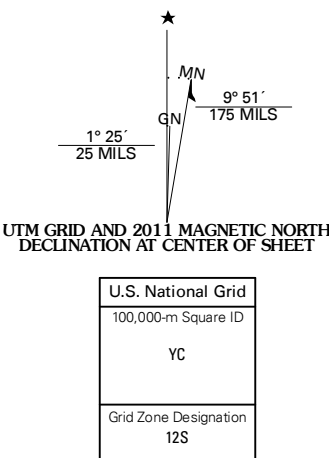 ★
MN
GN
9° 51´
175 MILS
1° 25´
25 MILS
UTM GRID AND 2011 MAGNETIC NORTH
DECLINATION AT CENTER OF SHEET
U.S. National Grid
100,000-m Square ID
YC
Grid Zone Designation
12S